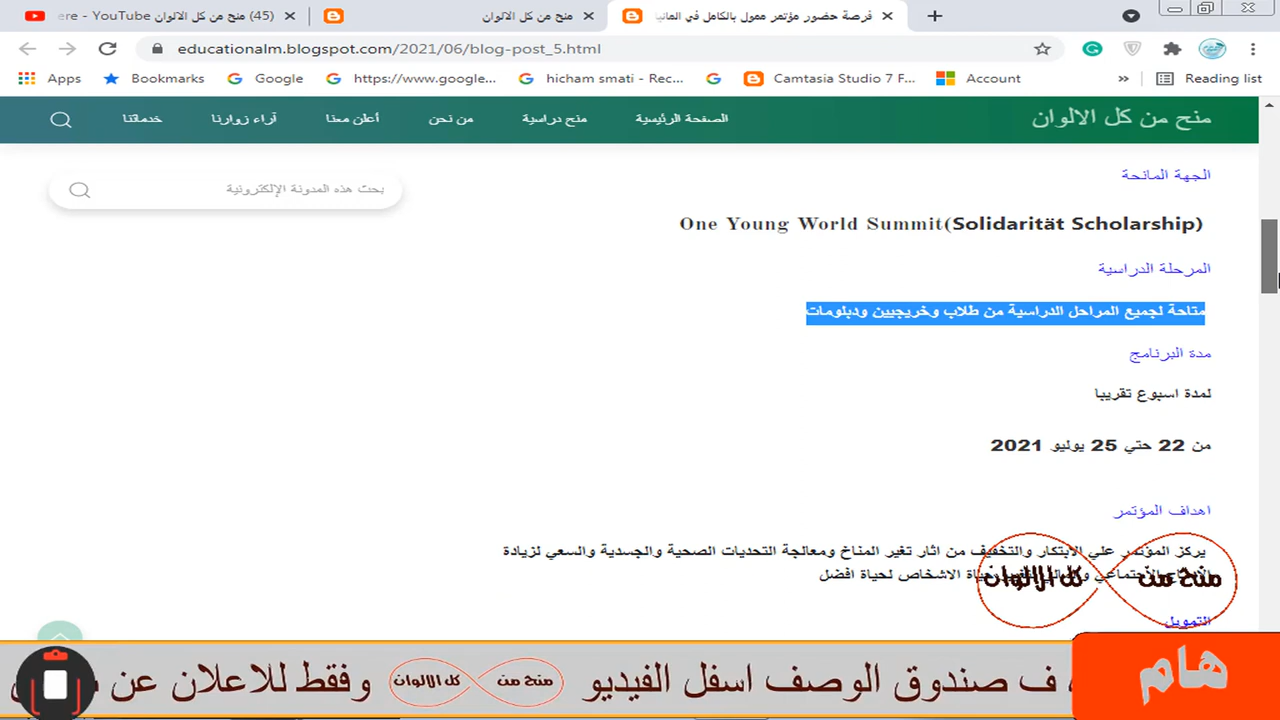 (45) منح من كل الالوان - YouTube
منح من كل الالوان
فرصة حضور مؤتمر ممول بالكامل في المانيا
educationalm.blogspot.com/2021/06/blog-post_5.html
Apps Bookmarks Google https://www.google... hicham smati - Rec... Camtasia Studio 7 F... Account » Reading list
منح من كل الالوان
الصفحة الرئيسية منح دراسية من نحن أعلن معنا آراء زوارنا خدماتنا
الجهة المانحة
بحث هذه المدونة الإلكترونية
One Young World Summit(Solidarität Scholarship)
المرحلة الدراسية
متاحة لجميع المراحل الدراسية من طلاب وخريجيين ودبلومات
مدة البرنامج
لمدة اسبوع تقريبا
من 22 حتي 25 يوليو 2021
اهداف المؤتمر
يركز المؤتمر علي الابتكار والتخفيف من اثار تغير المناخ ومعالجة التحديات الصحية والجسدية والسعي لزيادة
حياة الاشخاص لحياة افضل
منح من كل الالوان
التمويل
هام
ف صندوق الوصف اسفل الفيديو منح من كل الالوان وفقط للاعلان عن